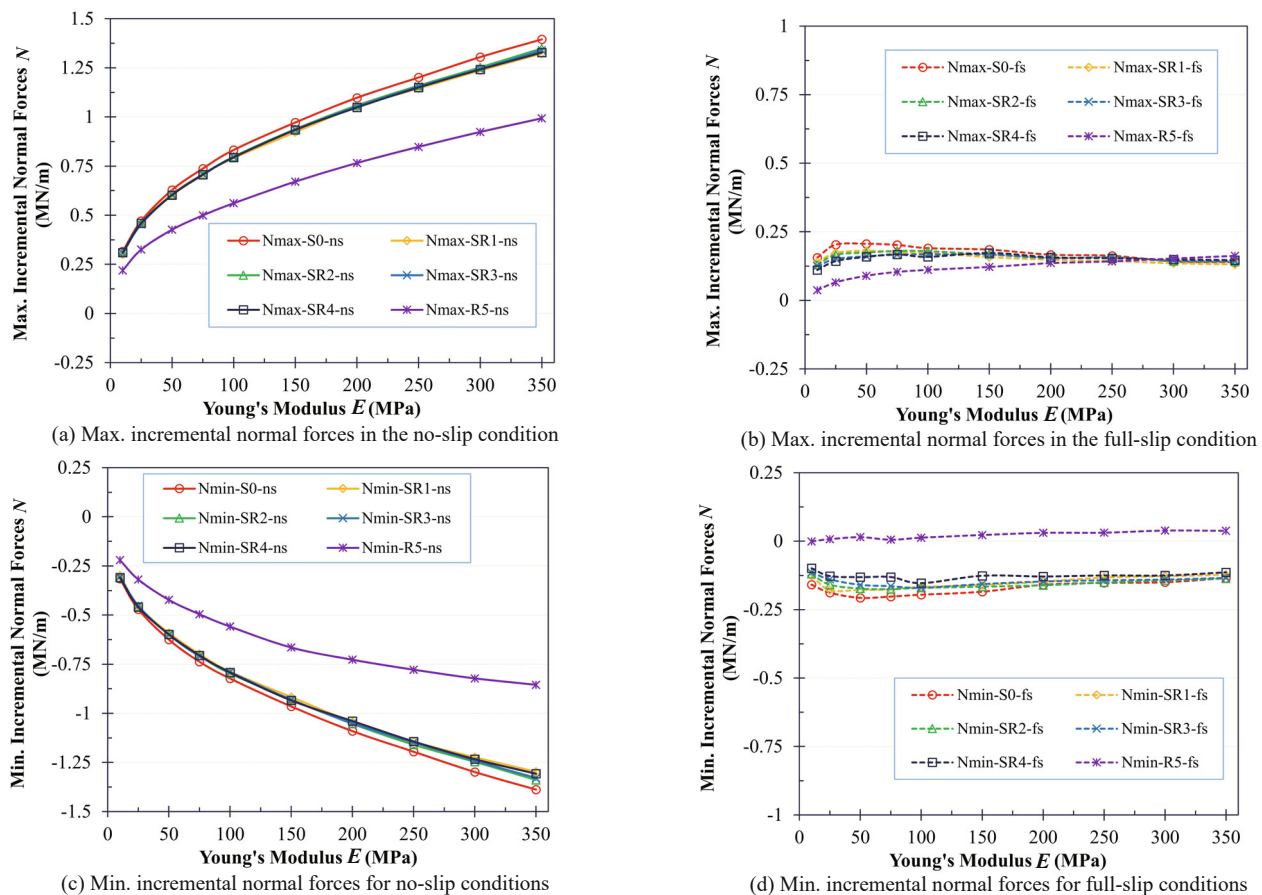 Max. Incremental Normal Forces N
(MN/m)
1.5
1.25
1
0.75
0.5
0.25
0
-0.25
Nmax-S0-ns
Nmax-SR1-ns
Nmax-SR2-ns
Nmax-SR3-ns
Nmax-SR4-ns
Nmax-R5-ns
0 50 100 150 200 250 300 350
Young's Modulus E (MPa)
(a) Max. incremental normal forces in the no-slip condition
Max. Incremental Normal Forces N
(MN/m)
1
0.75
0.5
0.25
0
-0.25
Nmax-S0-fs
Nmax-SR1-fs
Nmax-SR2-fs
Nmax-SR3-fs
Nmax-SR4-fs
Nmax-R5-fs
0 50 100 150 200 250 300 350
Young's Modulus E (MPa)
(b) Max. incremental normal forces in the full-slip condition
Min. Incremental Normal Forces N
(MN/m)
0.25
0
-0.25
-0.5
-0.75
-1
-1.25
-1.5
Nmin-S0-ns
Nmin-SR1-ns
Nmin-SR2-ns
Nmin-SR3-ns
Nmin-SR4-ns
Nmin-R5-ns
0 50 100 150 200 250 300 350
Young's Modulus E (MPa)
(c) Min. incremental normal forces for no-slip conditions
Min. Incremental Normal Forces N
(MN/m)
0.25
0
-0.25
-0.5
-0.75
-1
Nmin-S0-fs
Nmin-SR1-fs
Nmin-SR2-fs
Nmin-SR3-fs
Nmin-SR4-fs
Nmin-R5-fs
0 50 100 150 200 250 300 350
Young's Modulus E (MPa)
(d) Min. incremental normal forces for full-slip conditions